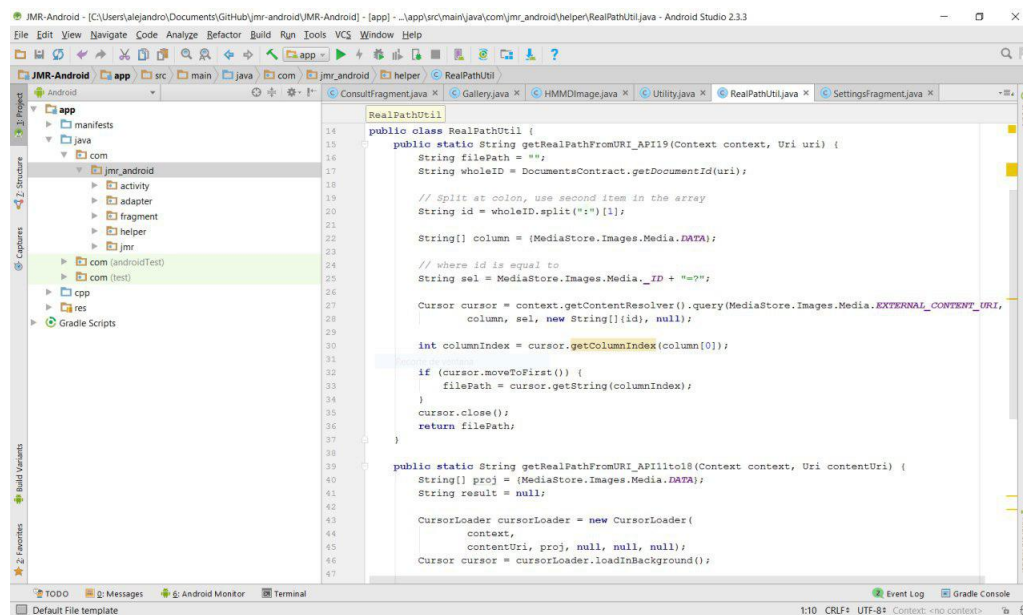 JMR-Android - [C:\Users\alejandro\Documents\GitHub\jmr-android\JMR-Android] - [app] - ...\app\src\main\java\com\jmr_android\helper\RealPathUtil.java - Android Studio 2.3.3
File Edit View Navigate Code Analyze Refactor Build Run Tools VCS Window Help
app
JMR-Android app src main java com jmr_android helper RealPathUtil
Android
ConsultFragment.java Gallery.java HMMDImage.java Utility.java RealPathUtil.java SettingsFragment.java
1: Project
Z: Structure
Captures
Build Variants
2: Favorites
app
manifests
java
com
jmr_android
activity
adapter
fragment
helper
jmr
com (androidTest)
com (test)
cpp
res
Gradle Scripts
RealPathUtil
14 public class RealPathUtil {
15 public static String getRealPathFromURI_API19(Context context, Uri uri) {
16 String filePath = "";
17 String wholeID = DocumentsContract.getDocumentId(uri);
18
19 // Split at colon, use second item in the array
20 String id = wholeID.split(":")[1];
21
22 String[] column = {MediaStore.Images.Media.DATA};
23
24 // where id is equal to
25 String sel = MediaStore.Images.Media._ID + "=?";
26
27 Cursor cursor = context.getContentResolver().query(MediaStore.Images.Media.EXTERNAL_CONTENT_URI,
28 column, sel, new String[]{id}, null);
29
30 int columnIndex = cursor.getColumnIndex(column[0]);
31
32 if (cursor.moveToFirst()) {
33 filePath = cursor.getString(columnIndex);
34 }
35 cursor.close();
36 return filePath;
37 }
38
39 public static String getRealPathFromURI_API11to18(Context context, Uri contentUri) {
40 String[] proj = {MediaStore.Images.Media.DATA};
41 String result = null;
42
43 CursorLoader cursorLoader = new CursorLoader(
44 context,
45 contentUri, proj, null, null, null);
46 Cursor cursor = cursorLoader.loadInBackground();
47
TODO 0: Messages 6: Android Monitor Terminal Event Log Gradle Console
Default File template 1:10 CRLF UTF-8 Context: <no context>